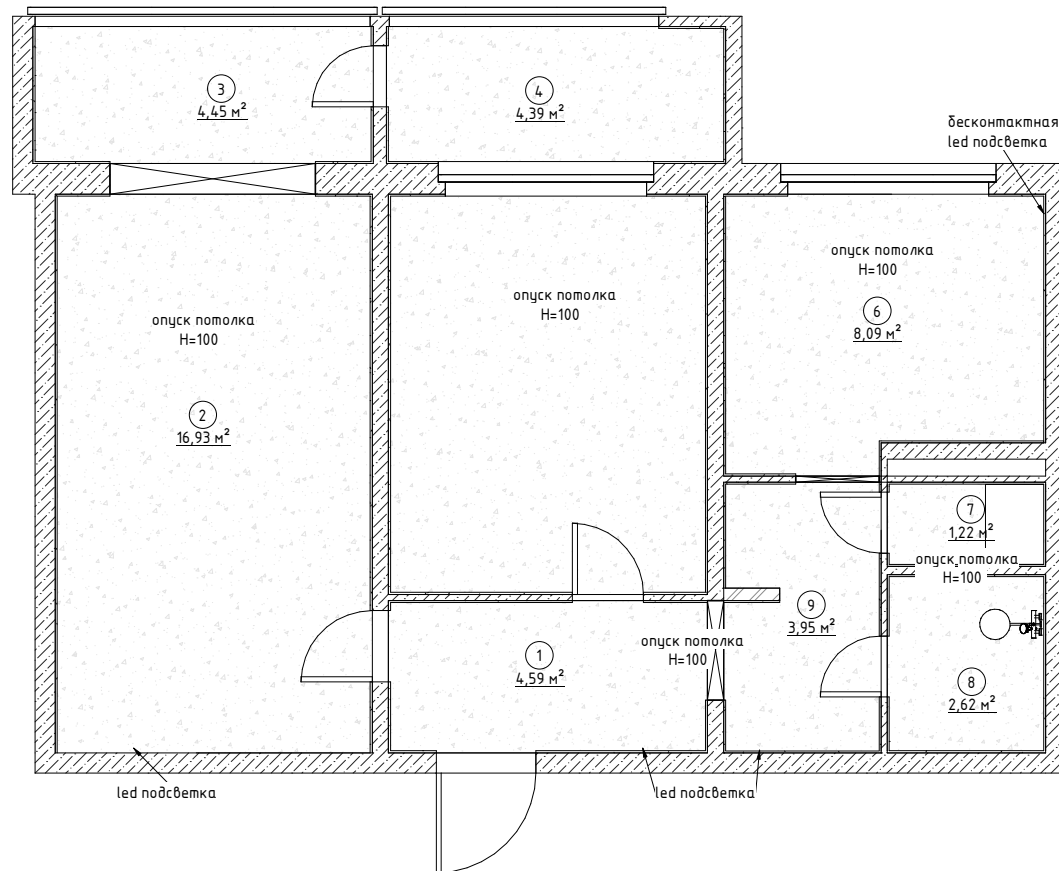 3
4,45 м²
4
4,39 м²
бесконтактная
led подсветка
опуск потолка
H=100
6
8,09 м²
опуск потолка
H=100
опуск потолка
H=100
2
16,93 м²
7
1,22 м²
опуск потолка
H=100
9
3,95 м²
опуск потолка
H=100
1
4,59 м²
8
2,62 м²
led подсветка
led подсветка